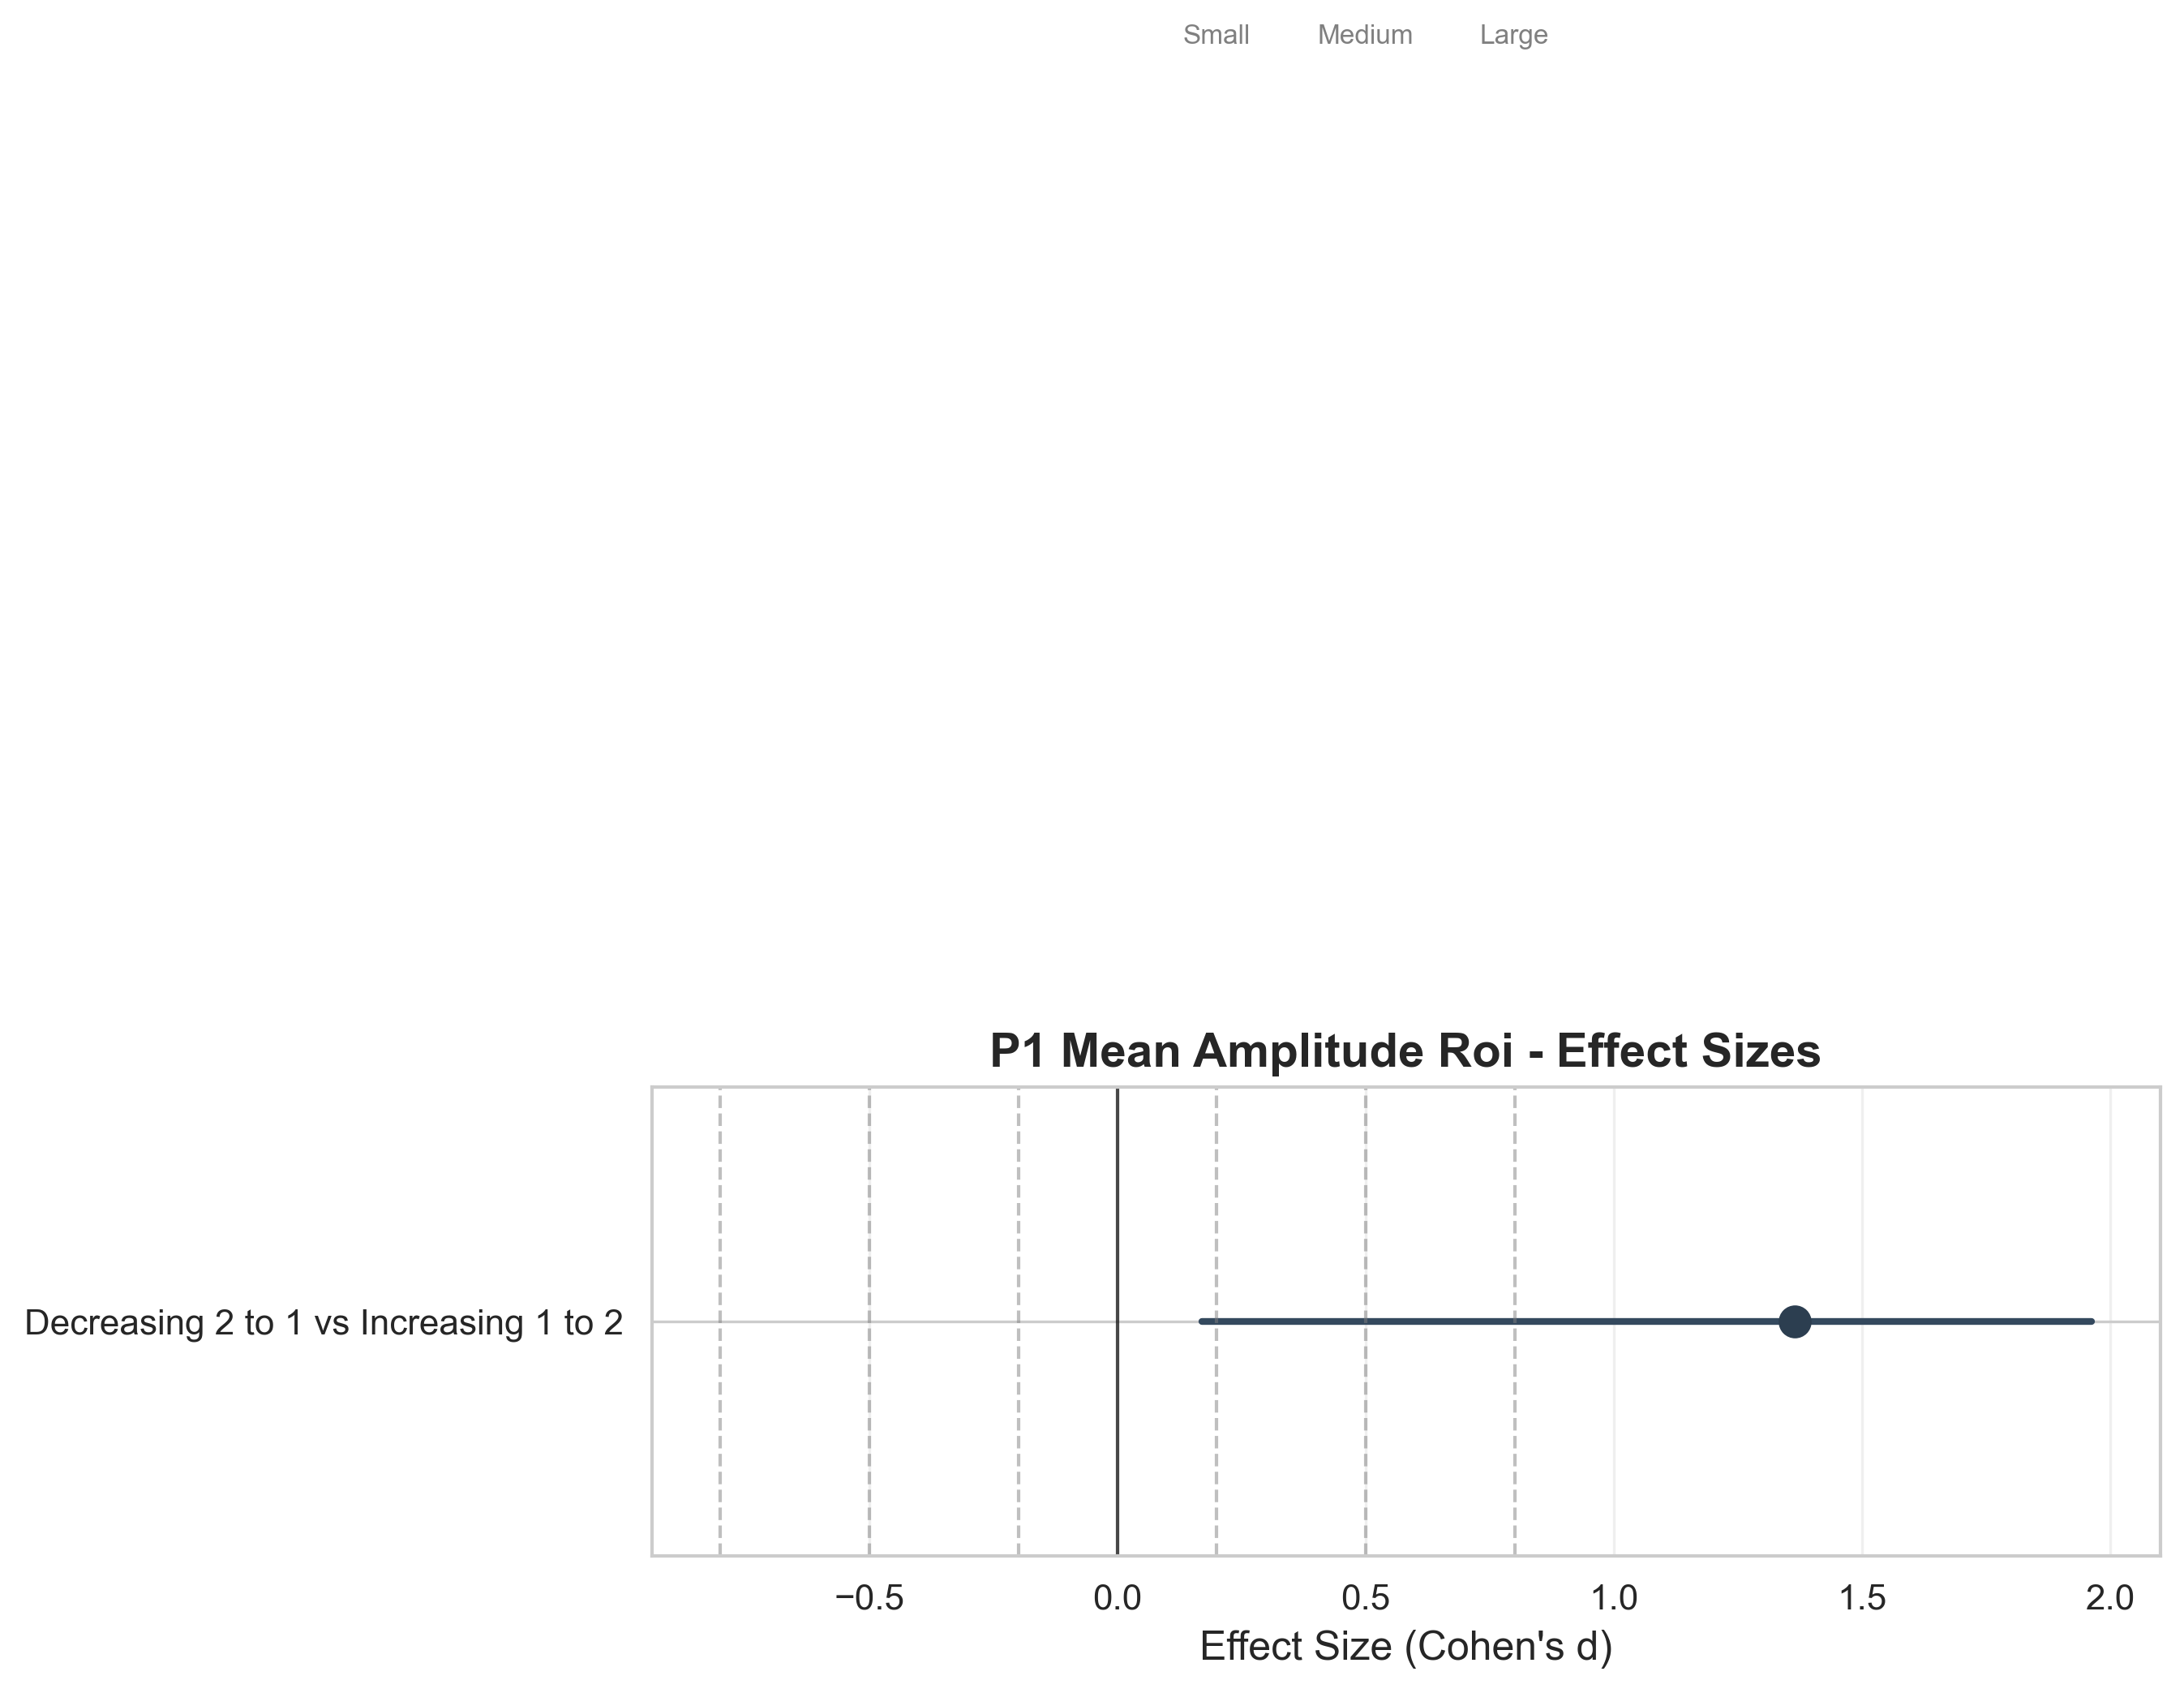 Small Medium Large
P1 Mean Amplitude Roi - Effect Sizes
Decreasing 2 to 1 vs Increasing 1 to 2
−0.5 0.0 0.5 1.0 1.5 2.0
Effect Size (Cohen's d)